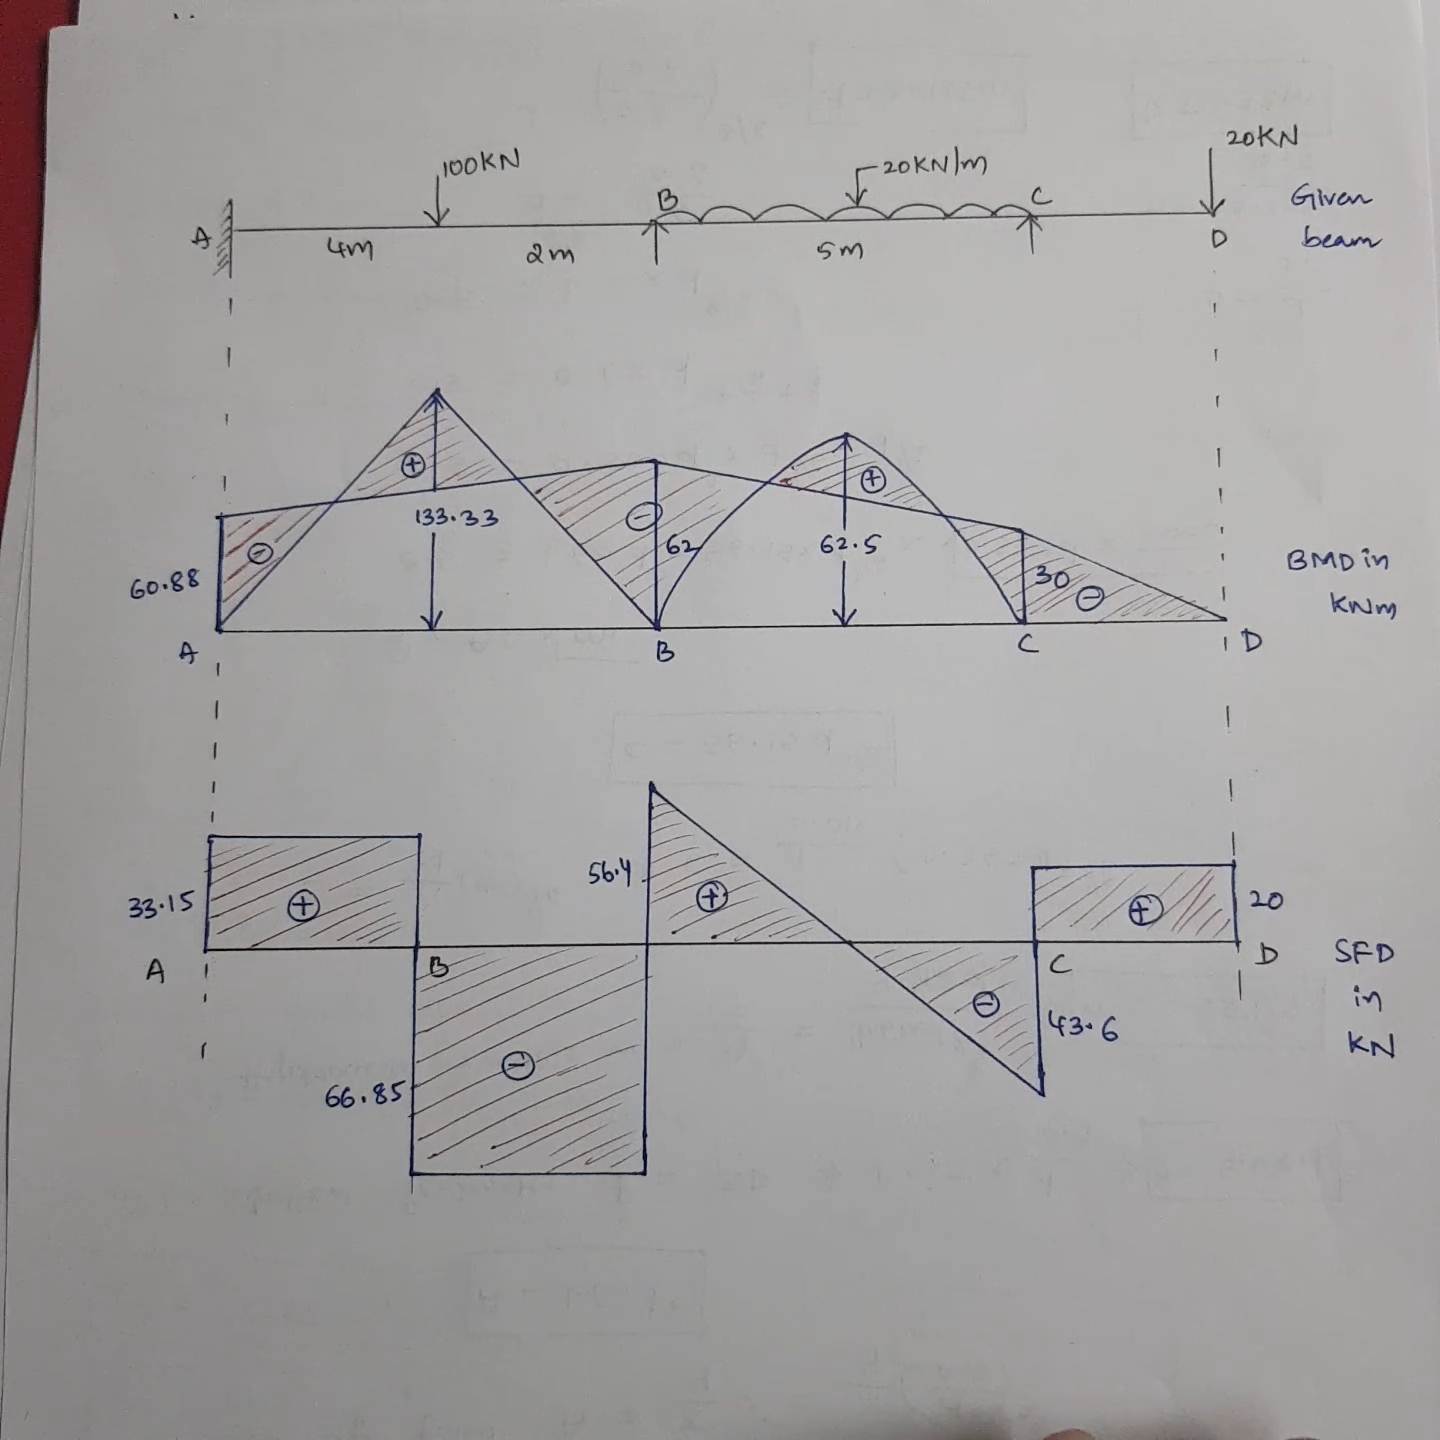 100KN
20KN/m
20KN
A
B
C
D
4m
2m
5m
Given
beam
133.33
60.88
62
62.5
30
BMD in
KNm
A
B
C
D
33.15
56.4
20
A
B
C
D
SFD
in
KN
66.85
43.6